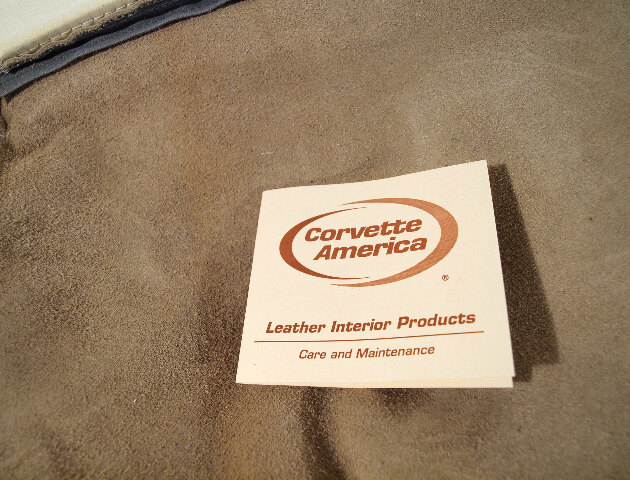 Corvette
America
®
Leather Interior Products
Care and Maintenance